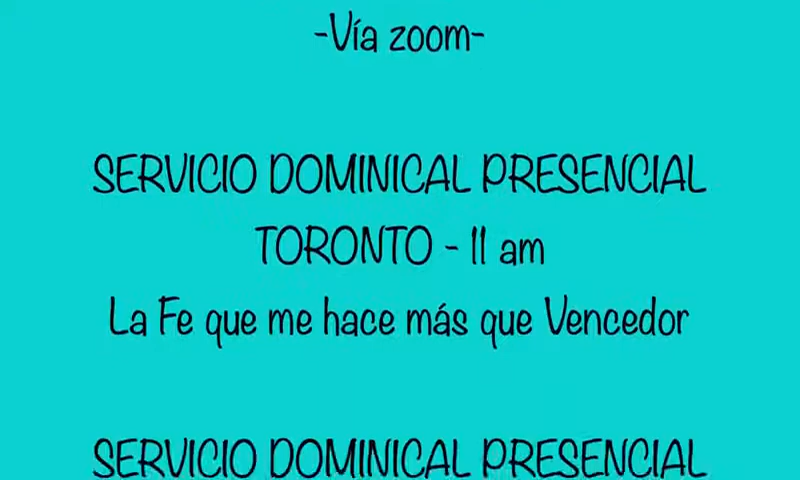 -Vía zoom-
SERVICIO DOMINICAL PRESENCIAL
TORONTO - 11 am
La Fe que me hace más que Vencedor
SERVICIO DOMINICAL PRESENCIAL